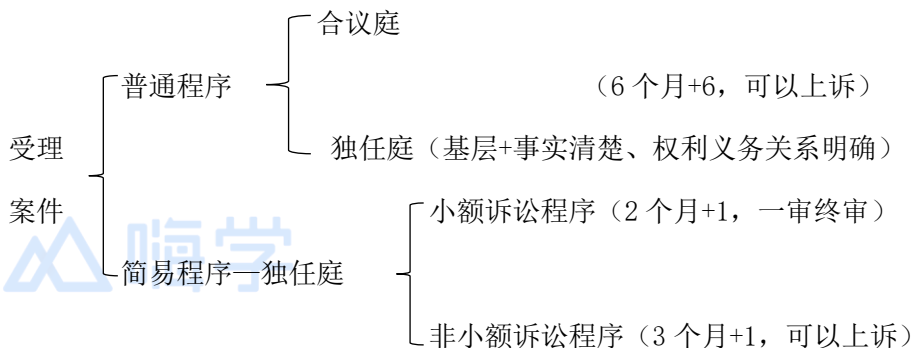 合议庭
普通程序
（6 个月+6，可以上诉）
受理
独任庭（基层+事实清楚、权利义务关系明确）
案件
小额诉讼程序（2 个月+1，一审终审）
嗨学
简易程序—独任庭
非小额诉讼程序（3 个月+1，可以上诉）